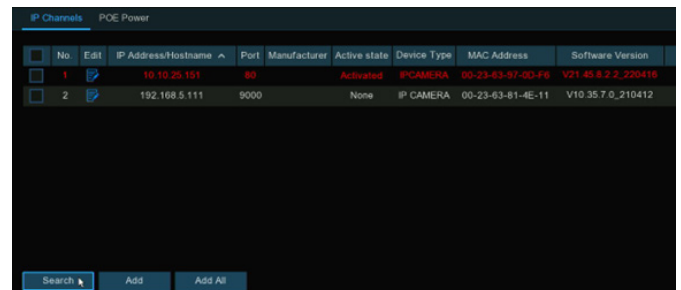 IP Channels POE Power
No. Edit IP Address/Hostname Port Manufacturer Active state Device Type MAC Address Software Version
1 10.10.25.151 80 Activated IPCAMERA 00-23-63-97-0D-F6 V21.45.8.2.2_220416
2 192.168.5.111 9000 None IP CAMERA 00-23-63-81-4E-11 V10.35.7.0_210412
Search Add Add All